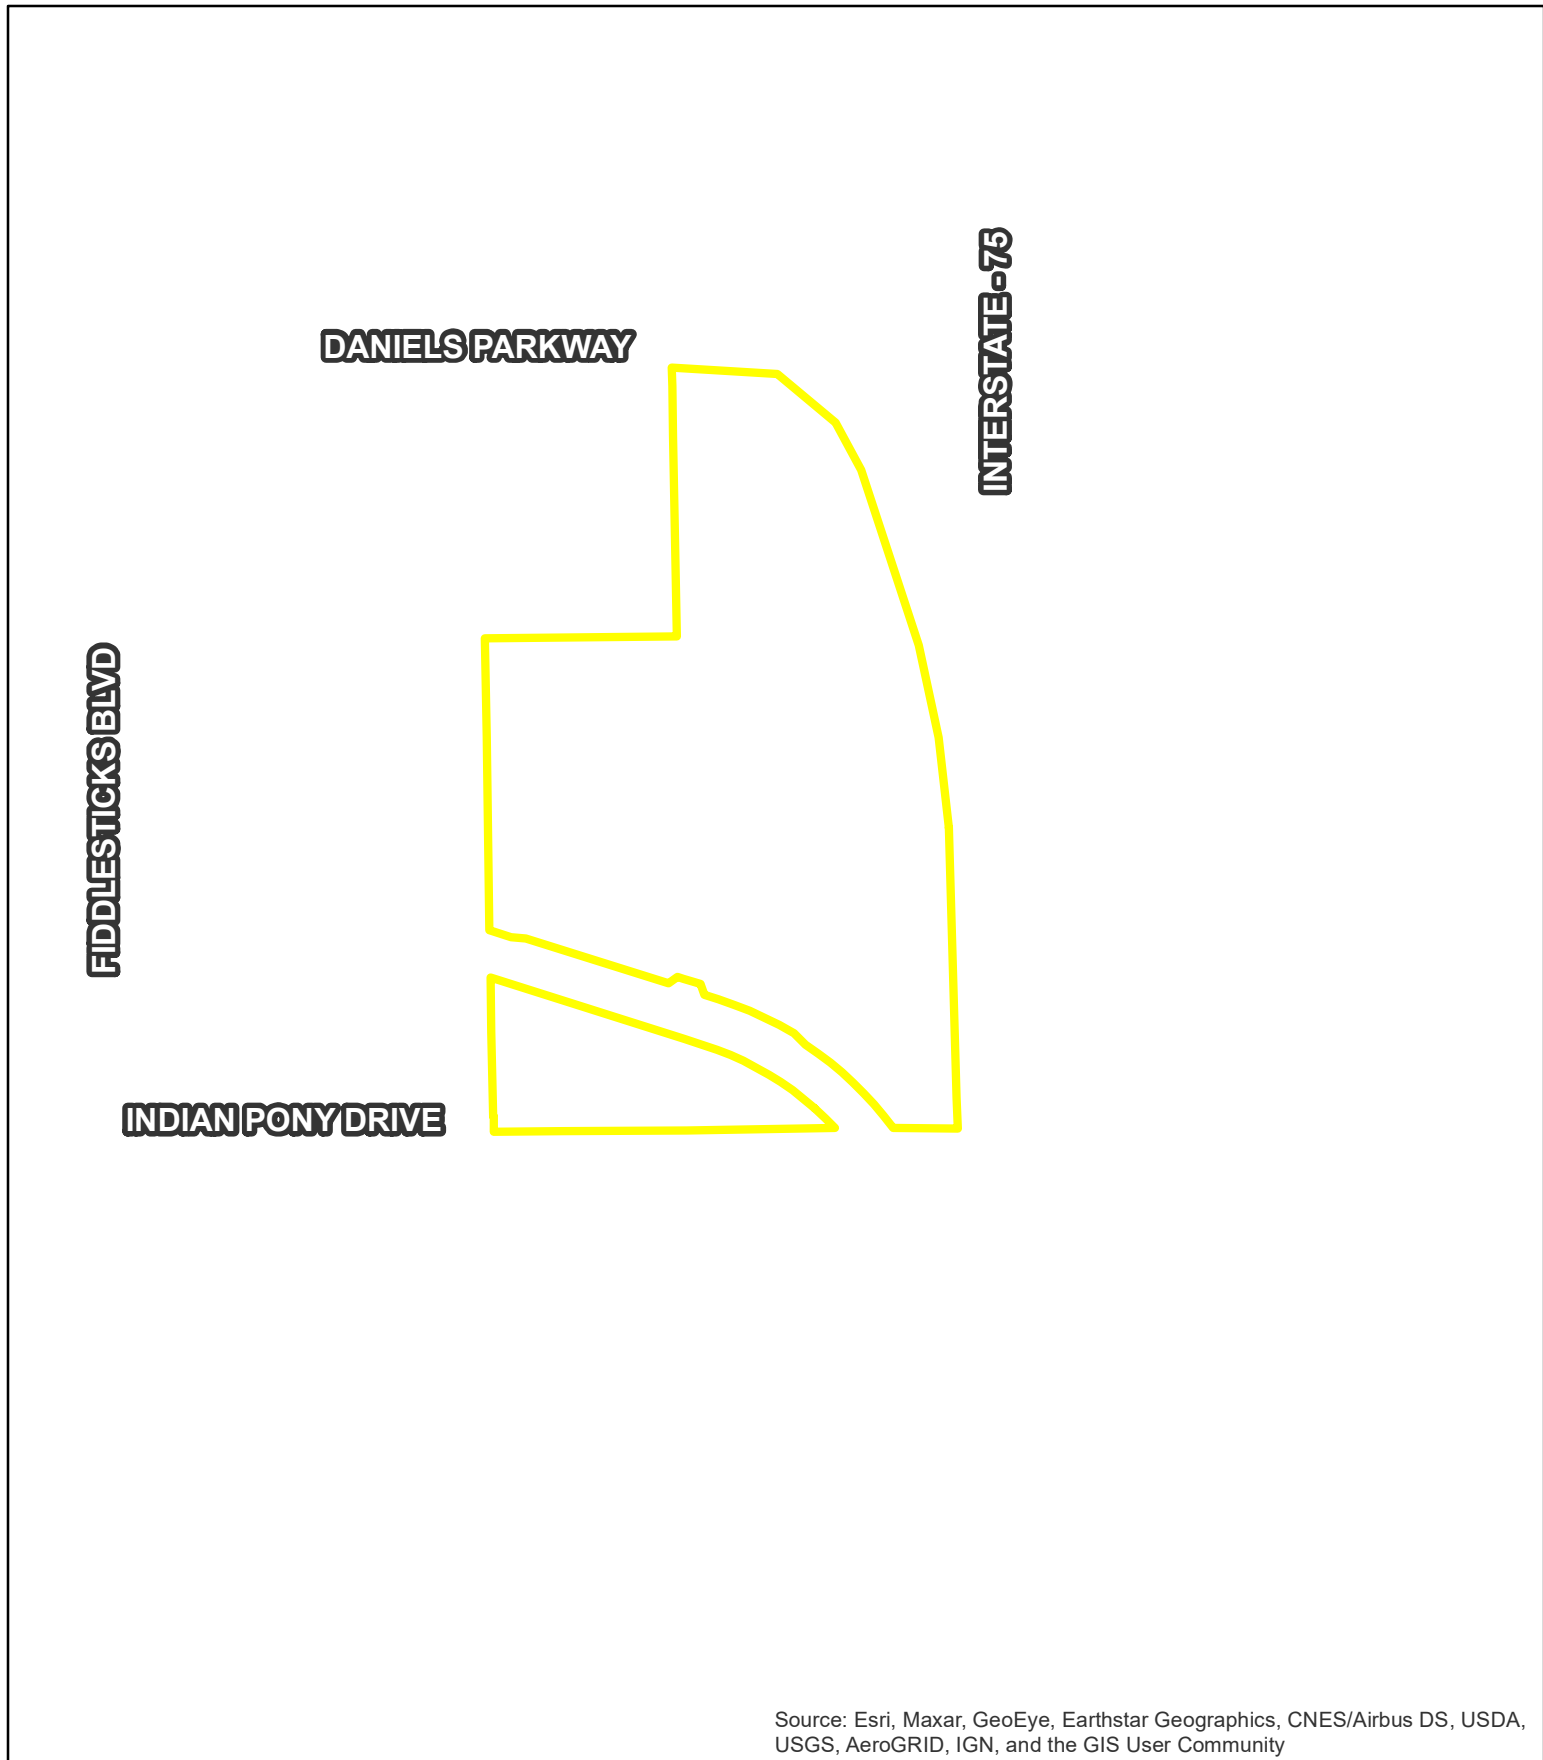 INTERSTATE - 75
DANIELS PARKWAY
FIDDLESTICKS BLVD
INDIAN PONY DRIVE
Source: Esri, Maxar, GeoEye, Earthstar Geographics, CNES/Airbus DS, USDA,
USGS, AeroGRID, IGN, and the GIS User Community